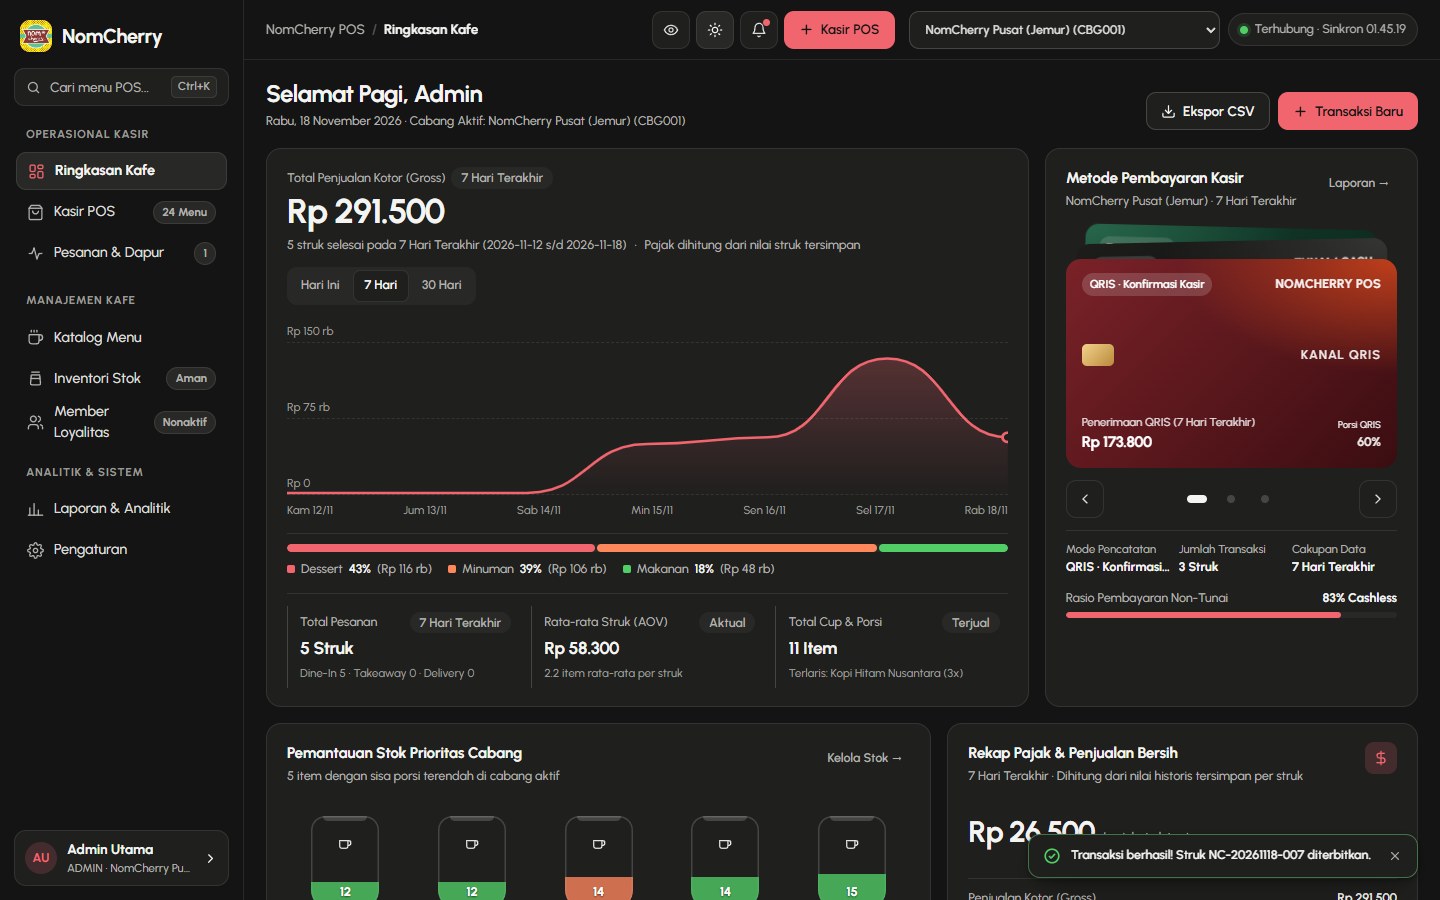 NomCherry
Cari menu POS... Ctrl+K
OPERASIONAL KASIR
Ringkasan Kafe
Kasir POS 24 Menu
Pesanan & Dapur 1
MANAJEMEN KAFE
Katalog Menu
Inventori Stok Aman
Member Loyalitas Nonaktif
ANALITIK & SISTEM
Laporan & Analitik
Pengaturan
AU Admin Utama
ADMIN · NomCherry Pu...
NomCherry POS / Ringkasan Kafe
+ Kasir POS
NomCherry Pusat (Jemur) (CBG001)
Terhubung · Sinkron 01.45.19
Selamat Pagi, Admin
Rabu, 18 November 2026 · Cabang Aktif: NomCherry Pusat (Jemur) (CBG001)
Ekspor CSV
+ Transaksi Baru
Total Penjualan Kotor (Gross) 7 Hari Terakhir
Rp 291.500
5 struk selesai pada 7 Hari Terakhir (2026-11-12 s/d 2026-11-18) · Pajak dihitung dari nilai struk tersimpan
Hari Ini 7 Hari 30 Hari
Rp 150 rb
Rp 75 rb
Rp 0
Kam 12/11 Jum 13/11 Sab 14/11 Min 15/11 Sen 16/11 Sel 17/11 Rab 18/11
Dessert 43% (Rp 116 rb) Minuman 39% (Rp 106 rb) Makanan 18% (Rp 48 rb)
Total Pesanan 7 Hari Terakhir
5 Struk
Dine-In 5 · Takeaway 0 · Delivery 0
Rata-rata Struk (AOV) Aktual
Rp 58.300
2.2 item rata-rata per struk
Total Cup & Porsi Terjual
11 Item
Terlaris: Kopi Hitam Nusantara (3x)
Metode Pembayaran Kasir
Laporan →
NomCherry Pusat (Jemur) · 7 Hari Terakhir
QRIS · Konfirmasi Kasir NOMCHERRY POS
KANAL QRIS
Penerimaan QRIS (7 Hari Terakhir) Porsi QRIS
Rp 173.800 60%
Mode Pencatatan Jumlah Transaksi Cakupan Data
QRIS · Konfirmasi... 3 Struk 7 Hari Terakhir
Rasio Pembayaran Non-Tunai 83% Cashless
Pemantauan Stok Prioritas Cabang
Kelola Stok →
5 item dengan sisa porsi terendah di cabang aktif
12 12 14 14 15
Rekap Pajak & Penjualan Bersih
$
7 Hari Terakhir · Dihitung dari nilai historis tersimpan per struk
Rp 26.500
Transaksi berhasil! Struk NC-20261118-007 diterbitkan.
Penjualan Kotor (Gross) Rp 291.500